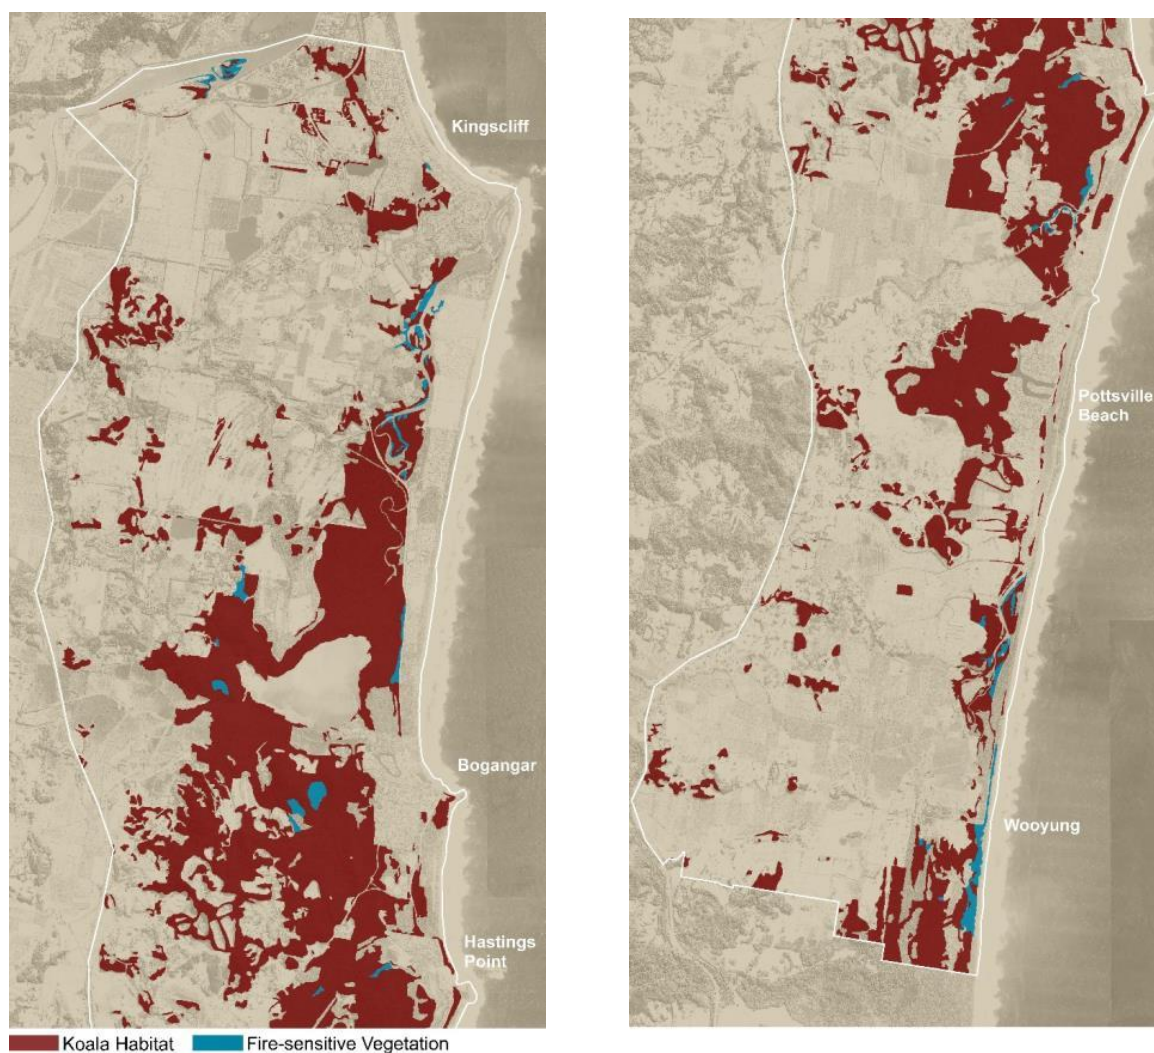 Kingscliff
Bogangar
Hastings
Point
Koala Habitat
Fire-sensitive Vegetation
Pottsville
Beach
Wooyung